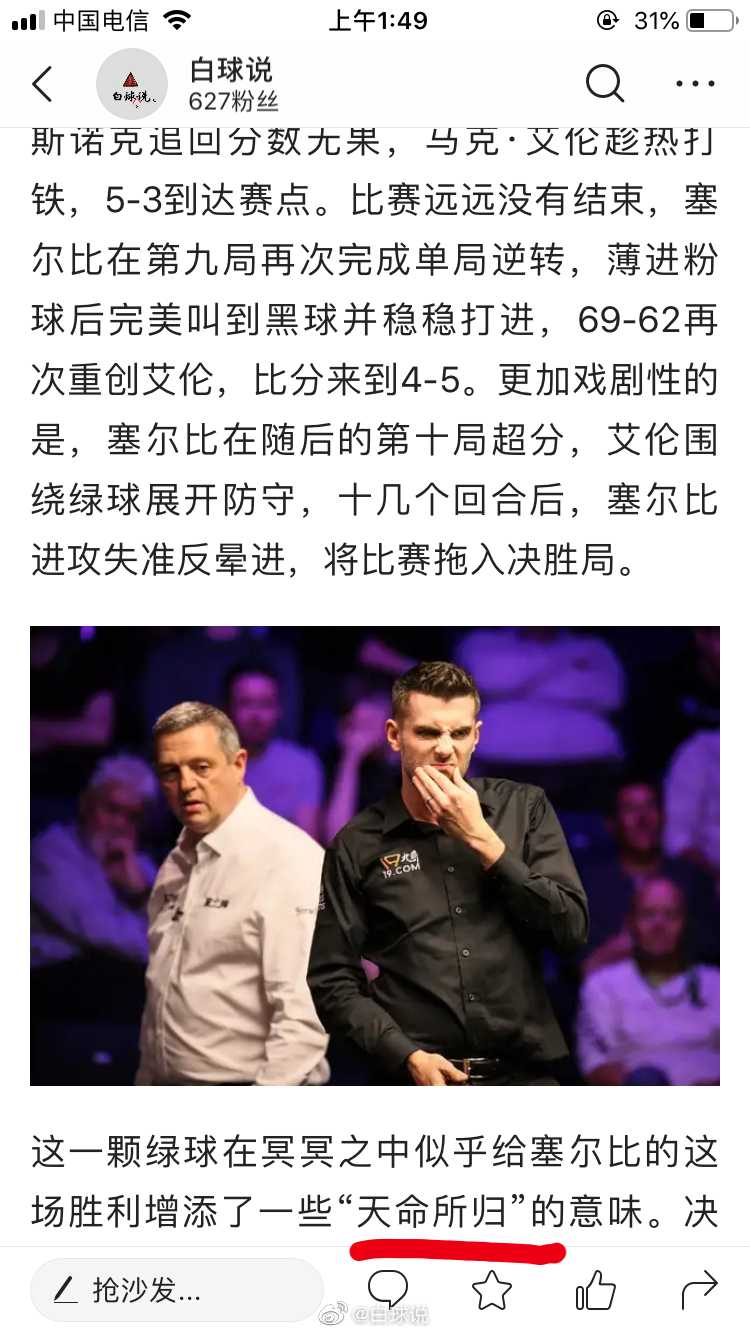 中国电信
上午1:49
31%
白球说
白球说
627粉丝
斯诺克追回分数无果，马克·艾伦趁热打
铁，5-3到达赛点。比赛远远没有结束，塞
尔比在第九局再次完成单局逆转，薄进粉
球后完美叫到黑球并稳稳打进，69-62再
次重创艾伦，比分来到4-5。更加戏剧性的
是，塞尔比在随后的第十局超分，艾伦围
绕绿球展开防守，十几个回合后，塞尔比
进攻失准反晕进，将比赛拖入决胜局。
19.COM
这一颗绿球在冥冥之中似乎给塞尔比的这
场胜利增添了一些“天命所归”的意味。决
抢沙发...
@白球说